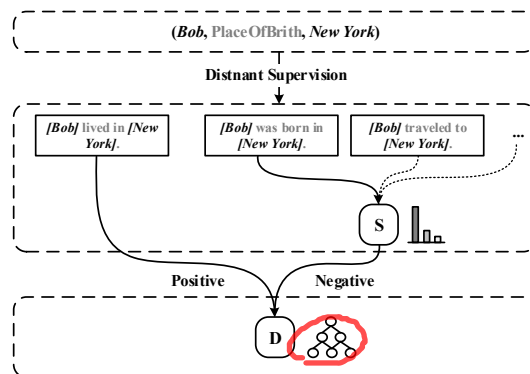 (Bob, PlaceOfBrith, New York)
Distnant Supervision
[Bob] lived in [New
York].
[Bob] was born in
[New York].
[Bob] traveled to
[New York].
...
S
Positive
Negative
D